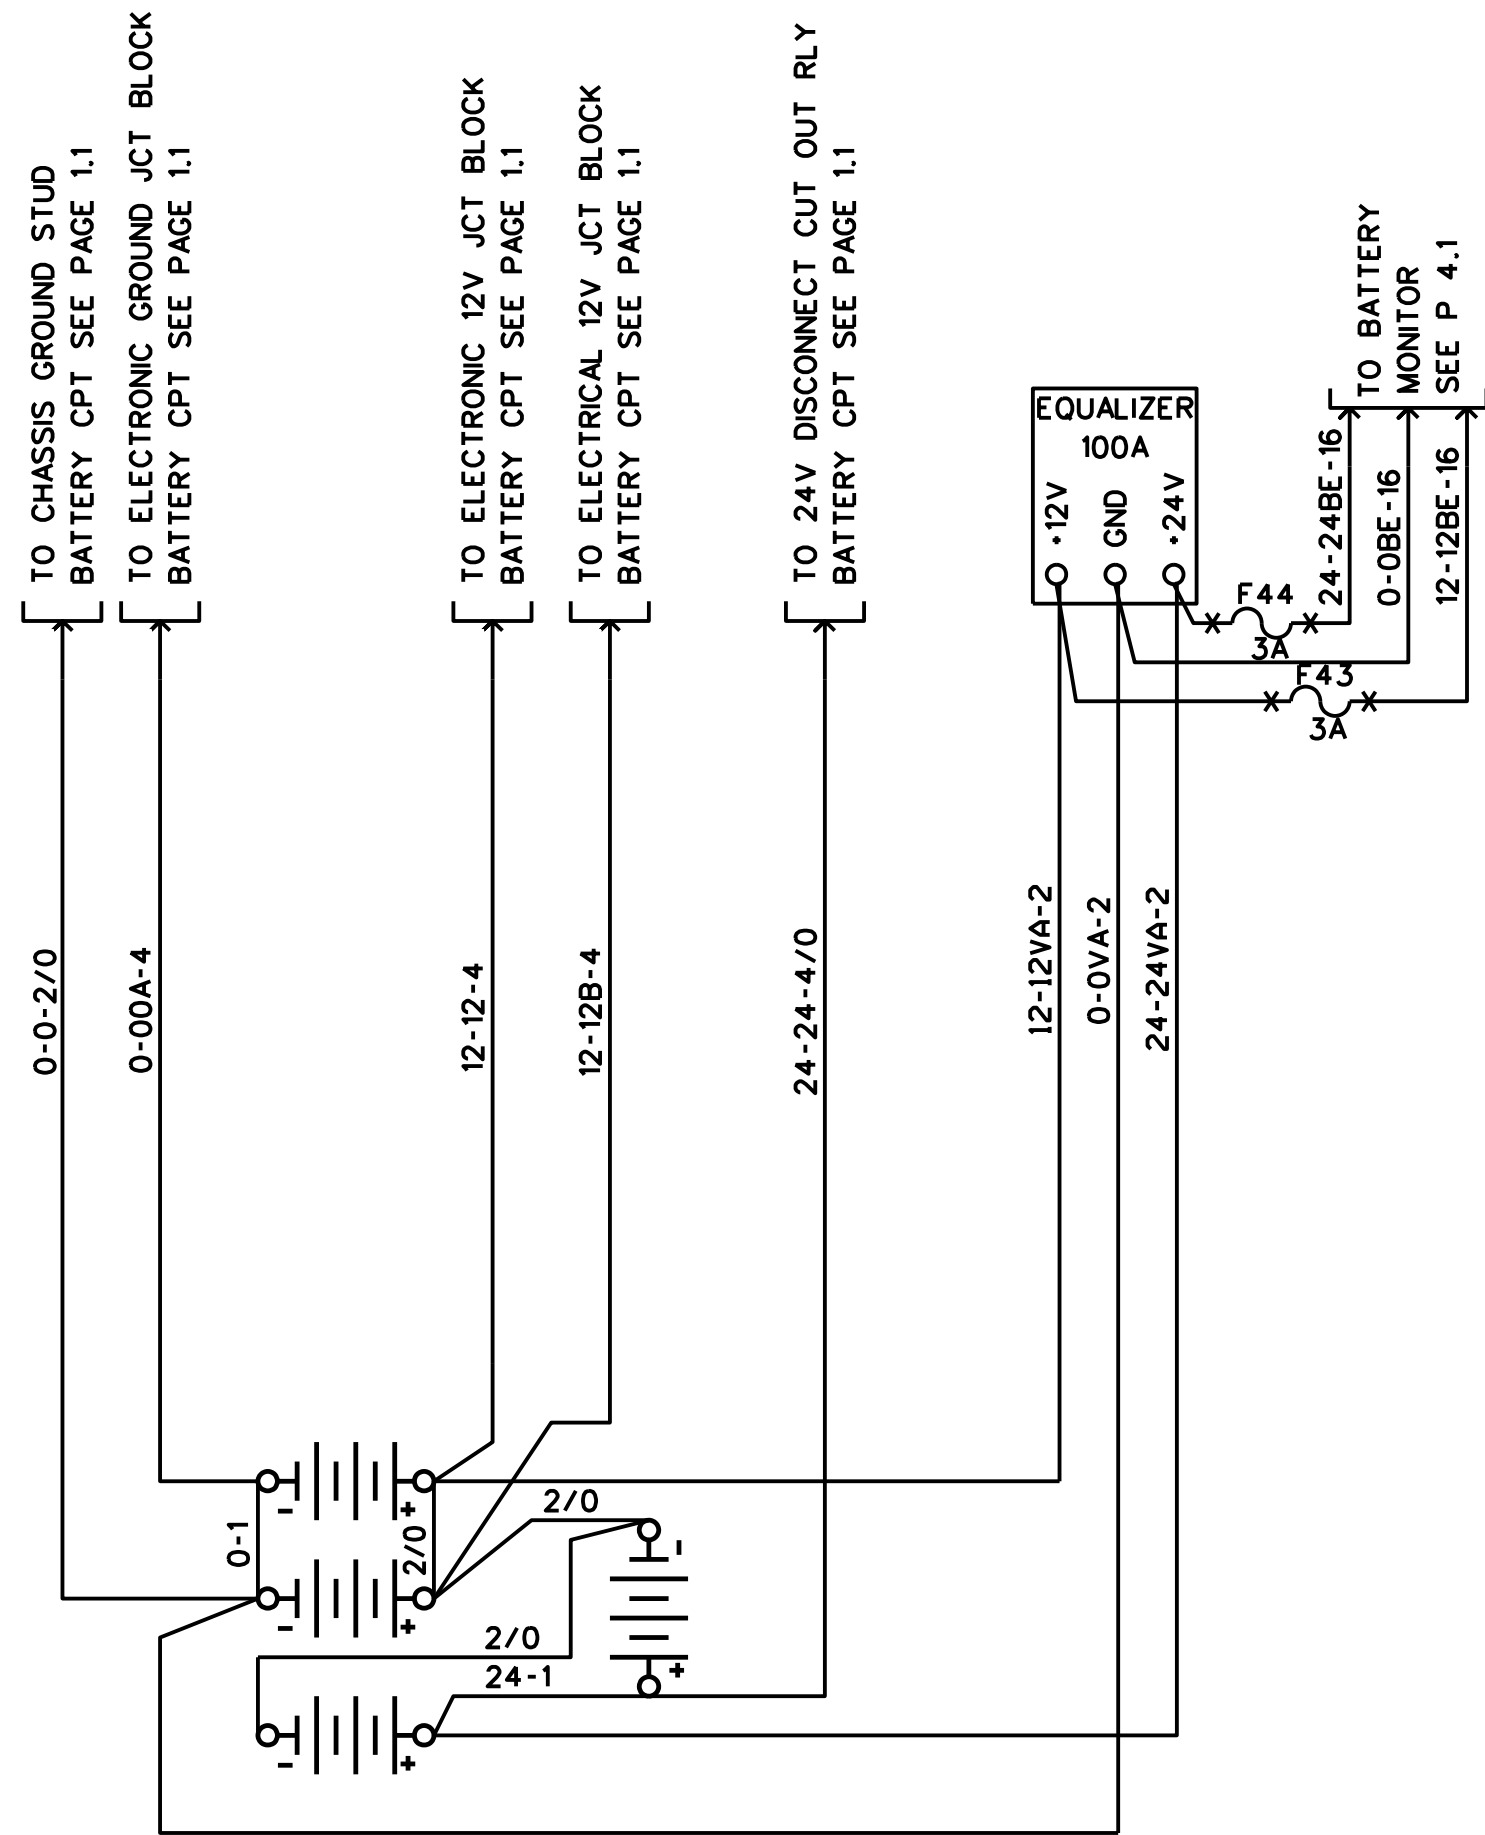 TO CHASSIS GROUND STUD
BATTERY CPT SEE PAGE 1.1
TO ELECTRONIC GROUND JCT BLOCK
BATTERY CPT SEE PAGE 1.1
TO ELECTRONIC 12V JCT BLOCK
BATTERY CPT SEE PAGE 1.1
TO ELECTRICAL 12V JCT BLOCK
BATTERY CPT SEE PAGE 1.1
TO 24V DISCONNECT CUT OUT RLY
BATTERY CPT SEE PAGE 1.1
TO BATTERY
MONITOR
SEE P 4.1
EQUALIZER
100A
+12V
GND
+24V
24-24BE-16
0-0BE-16
12-12BE-16
F44
3A
F43
3A
0-0-2/0
0-00A-4
12-12-4
12-12B-4
24-24-4/0
12-12VA-2
0-0VA-2
24-24VA-2
-
+
0-1
2/0
2/0
-
-
+
2/0
24-1
+
-
+